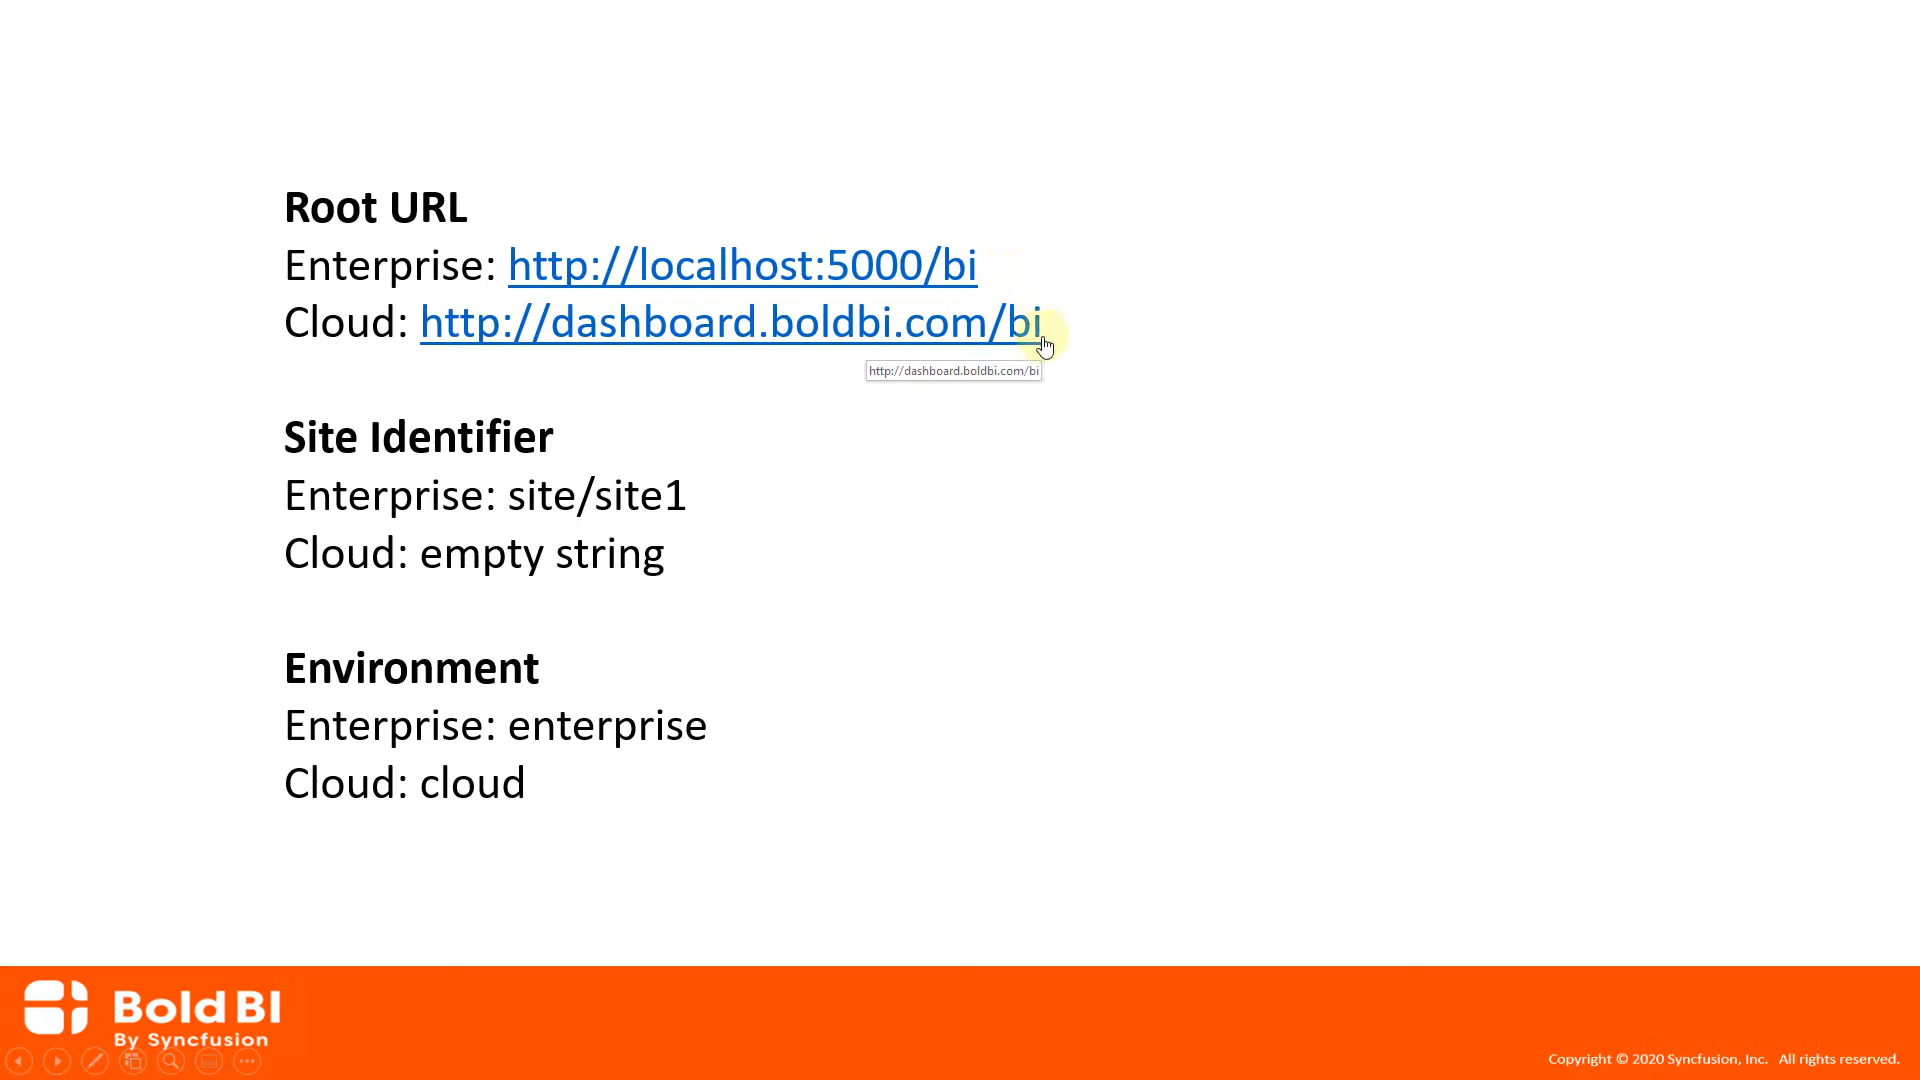 Root URL
Enterprise: http://localhost:5000/bi
Cloud: http://dashboard.boldbi.com/bi
http://dashboard.boldbi.com/bi
Site Identifier
Enterprise: site/site1
Cloud: empty string
Environment
Enterprise: enterprise
Cloud: cloud
Bold BI
By Syncfusion
Copyright © 2020 Syncfusion, Inc. All rights reserved.